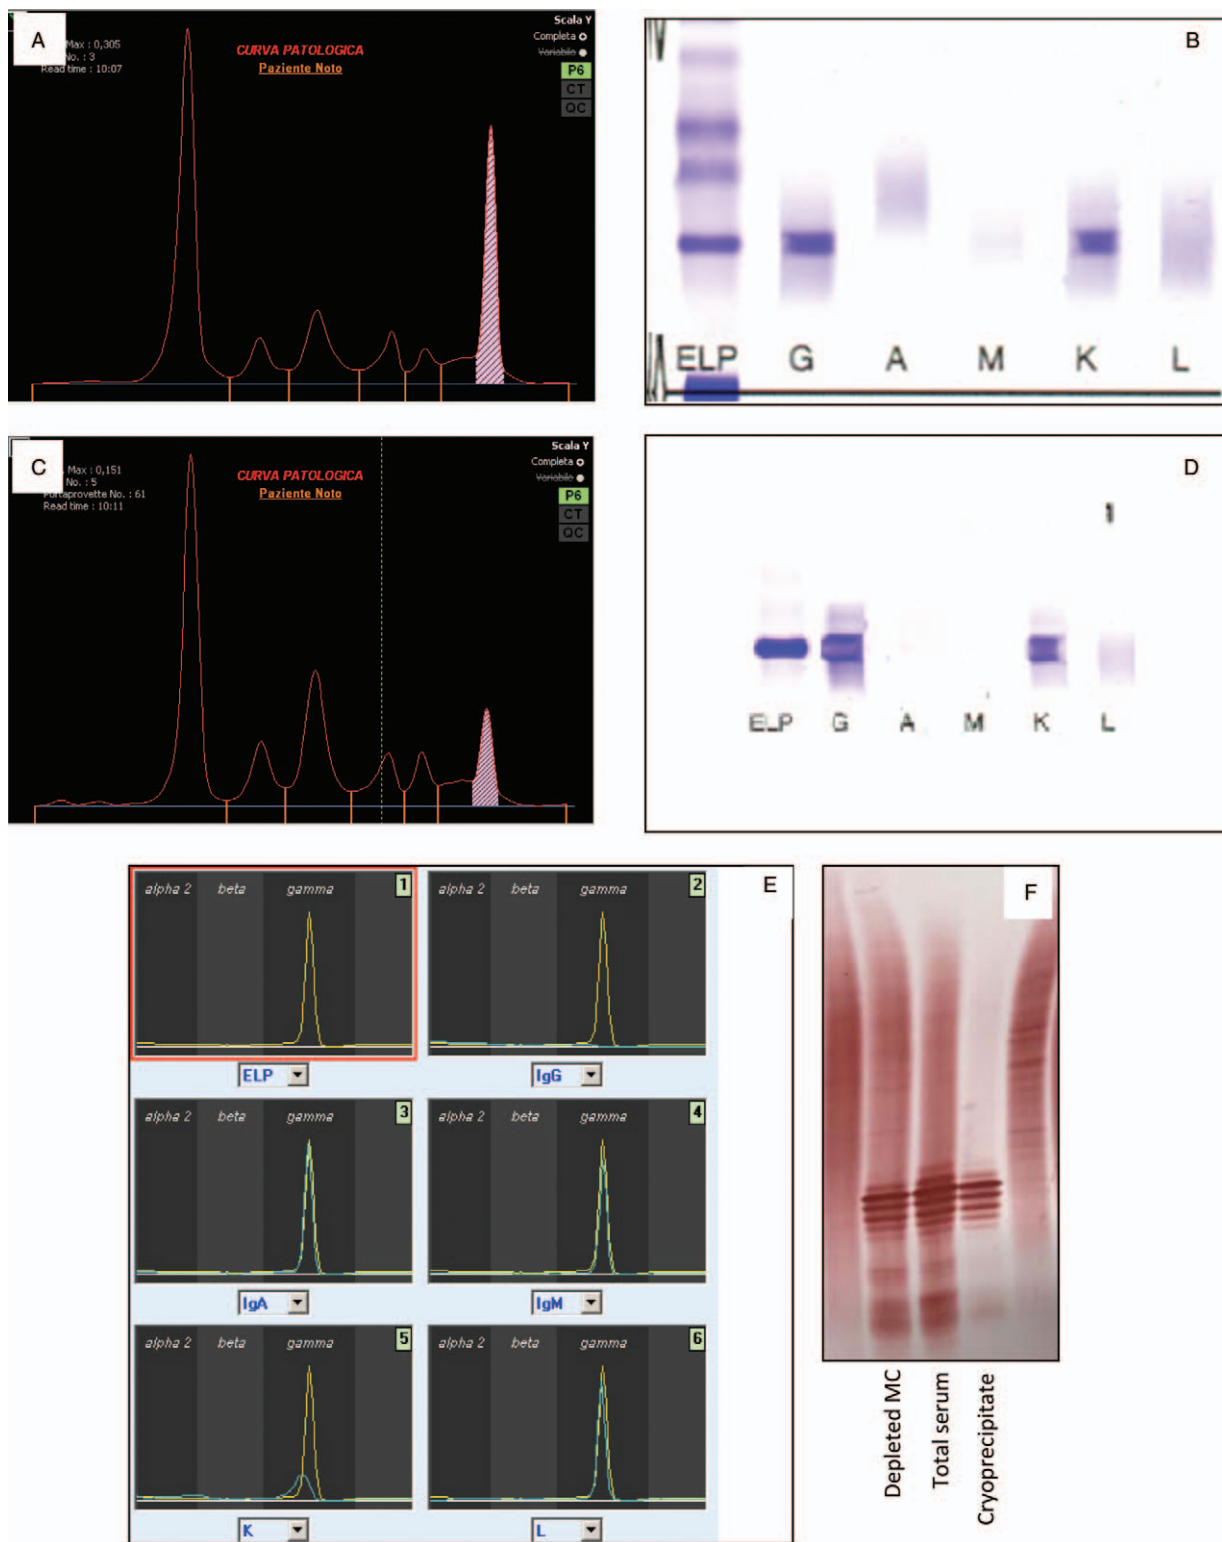 A
Max : 0,305
No. : 3
Read time : 10:07
CURVA PATOLOGICA
Paziente Noto
Scala Y
Completa
Variabile
P6
CT
QC
B
ELP G A M K L
C
Max : 0,151
No. : 5
Portaprovette No. : 61
Read time : 10:11
CURVA PATOLOGICA
Paziente Noto
Scala Y
Completa
Variabile
P6
CT
QC
D
ELP G A M K L
E
alpha 2 beta gamma 1
ELP
alpha 2 beta gamma 2
IgG
alpha 2 beta gamma 3
IgA
alpha 2 beta gamma 4
IgM
alpha 2 beta gamma 5
K
alpha 2 beta gamma 6
L
F
Depleted MC
Total serum
Cryoprecipitate